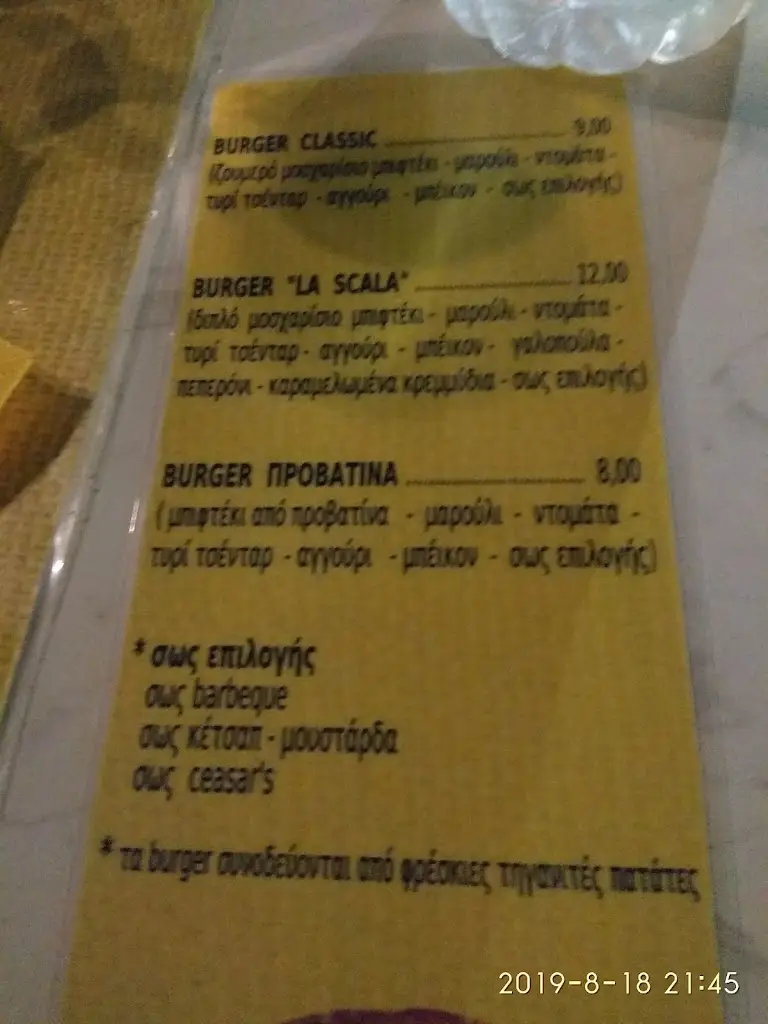 BURGER CLASSIC ........................ 9,00
(ζουμερό μοσχαρίσιο μπιφτέκι - μαρούλι - ντομάτα -
τυρί τσένταρ - αγγούρι - μπέικον - σως επιλογής)
BURGER "LA SCALA" ........................ 12,00
(διπλό μοσχαρίσιο μπιφτέκι - μαρούλι - ντομάτα -
τυρί τσένταρ - αγγούρι - μπέικον - γαλοπούλα -
πεπερόνι - καραμελωμένα κρεμμύδια - σως επιλογής)
BURGER ΠΡΟΒΑΤΙΝΑ ........................ 8,00
( μπιφτέκι από προβατίνα - μαρούλι - ντομάτα -
τυρί τσένταρ - αγγούρι - μπέικον - σως επιλογής)
* σως επιλογής
σως barbeque
σως κέτσαπ - μουστάρδα
σως ceasar's
* τα burger συνοδεύονται από φρέσκιες τηγανιτές πατάτες
2019-8-18 21:45